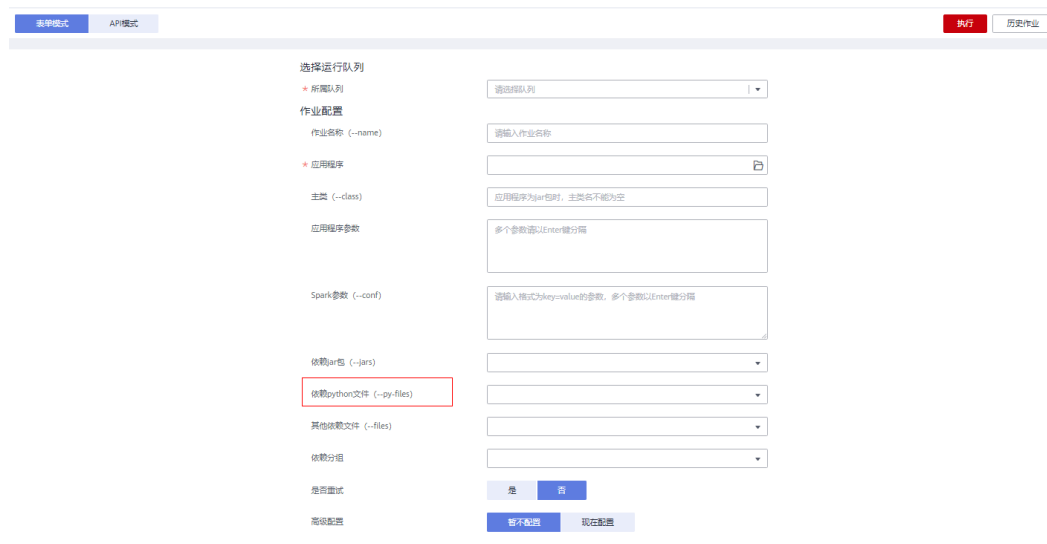 表单模式 API模式 执行 历史作业
选择运行队列
* 所属队列 请选择队列
作业配置
作业名称 (--name) 请输入作业名称
* 应用程序
主类 (--class) 应用程序为jar包时，主类名不能为空
应用程序参数 多个参数请以Enter键分隔
Spark参数 (--conf) 请输入格式为key=value的参数，多个参数以Enter键分隔
依赖jar包 (--jars)
依赖python文件 (--py-files)
其他依赖文件 (--files)
依赖分组
是否重试 是 否
高级配置 暂不配置 现在配置